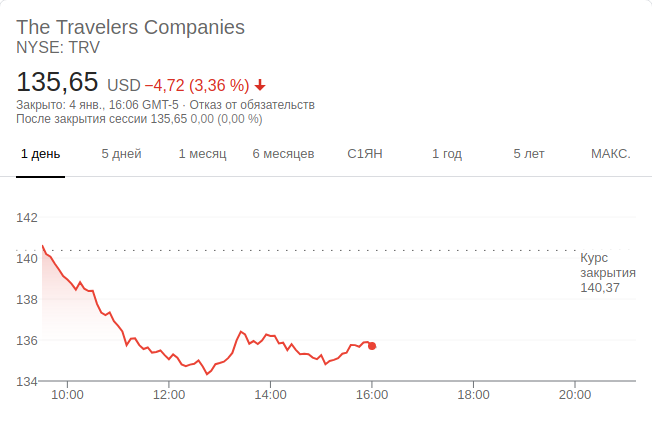 The Travelers Companies
NYSE: TRV
135,65 USD −4,72 (3,36 %)
Закрыто: 4 янв., 16:06 GMT-5 · Отказ от обязательств
После закрытия сессии 135,65 0,00 (0,00 %)
1 день 5 дней 1 месяц 6 месяцев С1ЯН 1 год 5 лет МАКС.
142
140
138
136
134
Курс
закрытия
140,37
10:00 12:00 14:00 16:00 18:00 20:00